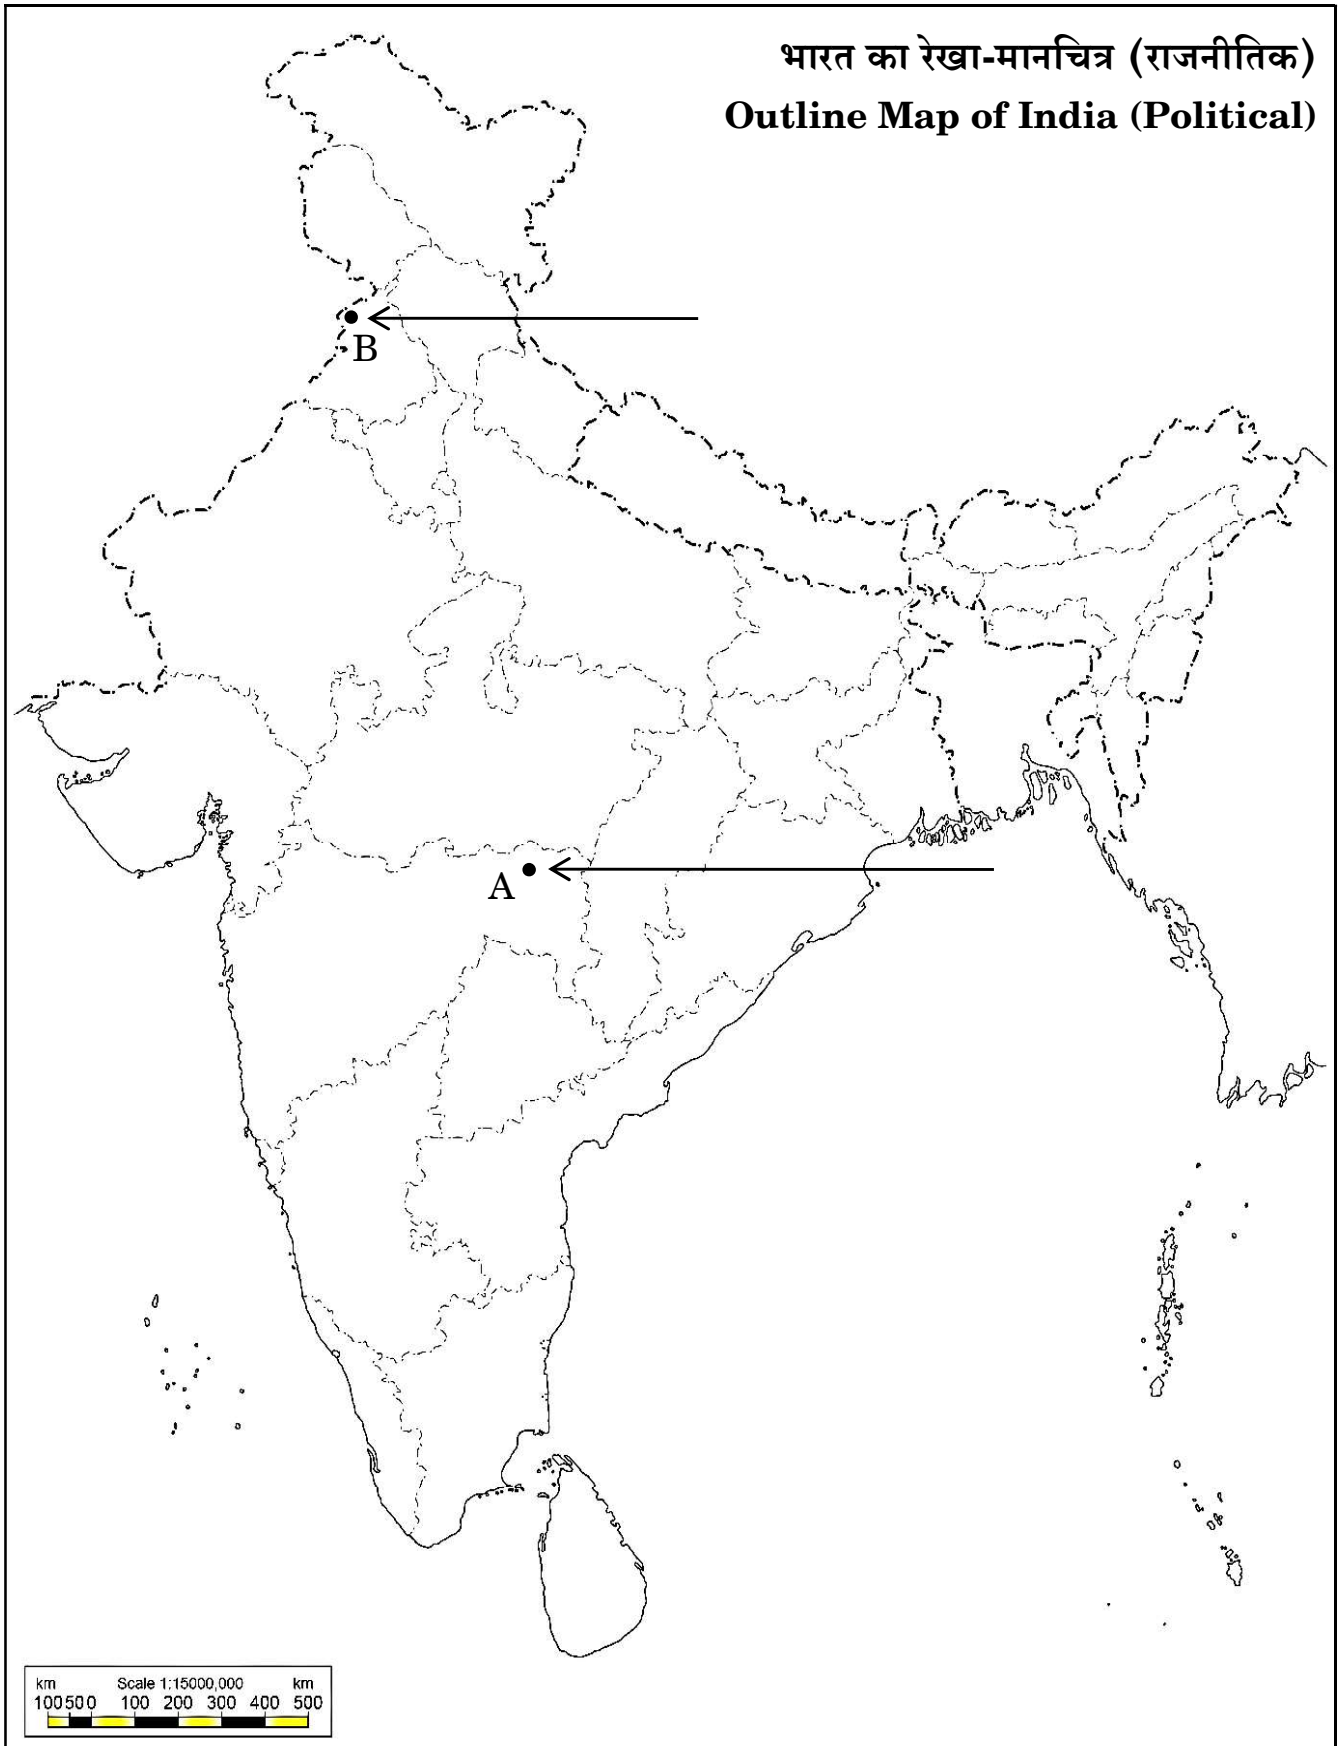 भारत का रेखा-मानचित्र (राजनीतिक)
Outline Map of India (Political)
B
A
km Scale 1:15000,000 km
100 50 0 100 200 300 400 500